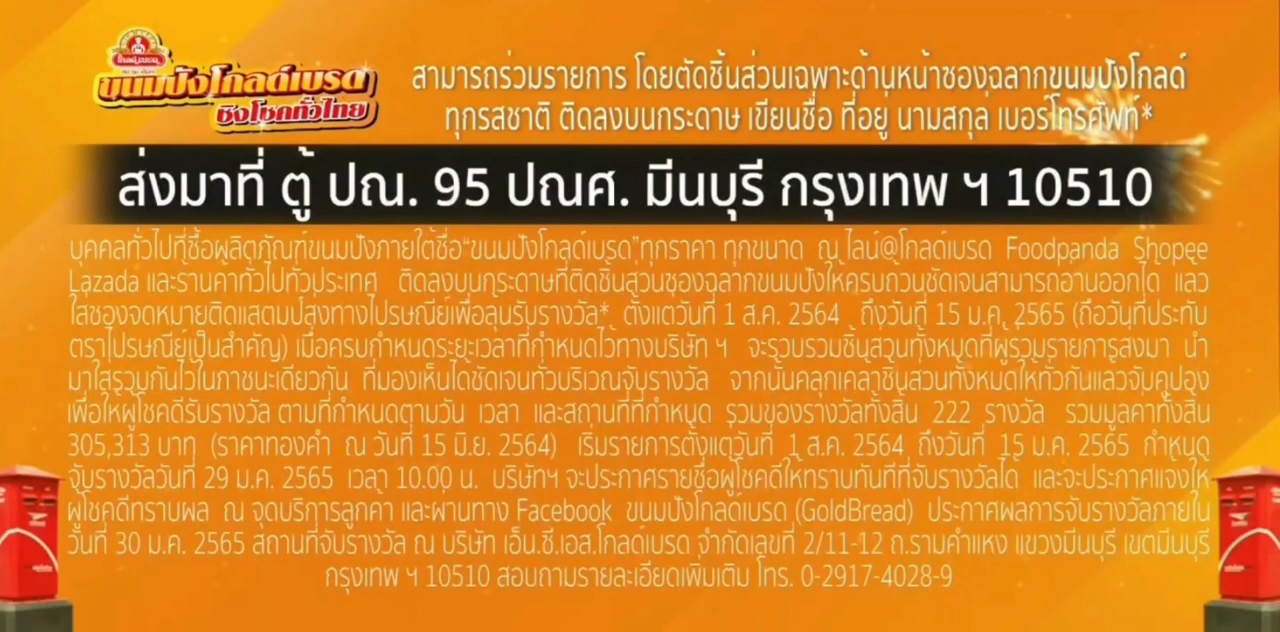 ขนมปังโกลด์เบรด
ชิงโชคทั่วไทย
สามารถร่วมรายการ โดยตัดชิ้นส่วนเฉพาะด้านหน้าซองฉลากขนมปังโกลด์
ทุกรสชาติ ติดลงบนกระดาษ เขียนชื่อ ที่อยู่ นามสกุล เบอร์โทรศัพท์*
ส่งมาที่ ตู้ ปณ. 95 ปณศ. มีนบุรี กรุงเทพ ฯ 10510
บุคคลทั่วไปที่ซื้อผลิตภัณฑ์ขนมปังภายใต้ชื่อ“ขนมปังโกลด์เบรด”ทุกราคา ทุกขนาด ณ ไลน์@โกลด์เบรด Foodpanda Shopee
Lazada และร้านค้าทั่วไปทั่วประเทศ ติดลงบนกระดาษที่ติดชิ้นส่วนซองฉลากขนมปังให้ครบถ้วนชัดเจนสามารถอ่านออกได้ แล้ว
ใส่ซองจดหมายติดแสตมป์ส่งทางไปรษณีย์เพื่อลุ้นรับรางวัล* ตั้งแต่วันที่ 1 ส.ค. 2564 ถึงวันที่ 15 ม.ค. 2565 (ถือวันที่ประทับ
ตราไปรษณีย์เป็นสำคัญ) เมื่อครบกำหนดระยะเวลาที่กำหนดไว้ทางบริษัท ฯ จะรวบรวมชิ้นส่วนทั้งหมดที่ผู้ร่วมรายการส่งมา นำ
มาใส่รวมกันไว้ในภาชนะเดียวกัน ที่มองเห็นได้ชัดเจนทั่วบริเวณจับรางวัล จากนั้นคลุกเคล้าชิ้นส่วนทั้งหมดให้ทั่วกันแล้วจับคูปอง
เพื่อให้ผู้โชคดีรับรางวัล ตามที่กำหนดตามวัน เวลา และสถานที่ที่กำหนด รวมของรางวัลทั้งสิ้น 222 รางวัล รวมมูลค่าทั้งสิ้น
305,313 บาท (ราคาทองคำ ณ วันที่ 15 มิ.ย. 2564) เริ่มรายการตั้งแต่วันที่ 1 ส.ค. 2564 ถึงวันที่ 15 ม.ค. 2565 กำหนด
จับรางวัลวันที่ 29 ม.ค. 2565 เวลา 10.00 น. บริษัทฯ จะประกาศรายชื่อผู้โชคดีให้ทราบทันทีที่จับรางวัลได้ และจะประกาศแจ้งให้
ผู้โชคดีทราบผล ณ จุดบริการลูกค้า และผ่านทาง Facebook ขนมปังโกลด์เบรด (GoldBread) ประกาศผลการจับรางวัลภายใน
วันที่ 30 ม.ค. 2565 สถานที่จับรางวัล ณ บริษัท เอ็น.ซี.เอส.โกลด์เบรด จำกัดเลขที่ 2/11-12 ถ.รามคำแหง แขวงมีนบุรี เขตมีนบุรี
กรุงเทพ ฯ 10510 สอบถามรายละเอียดเพิ่มเติม โทร. 0-2917-4028-9